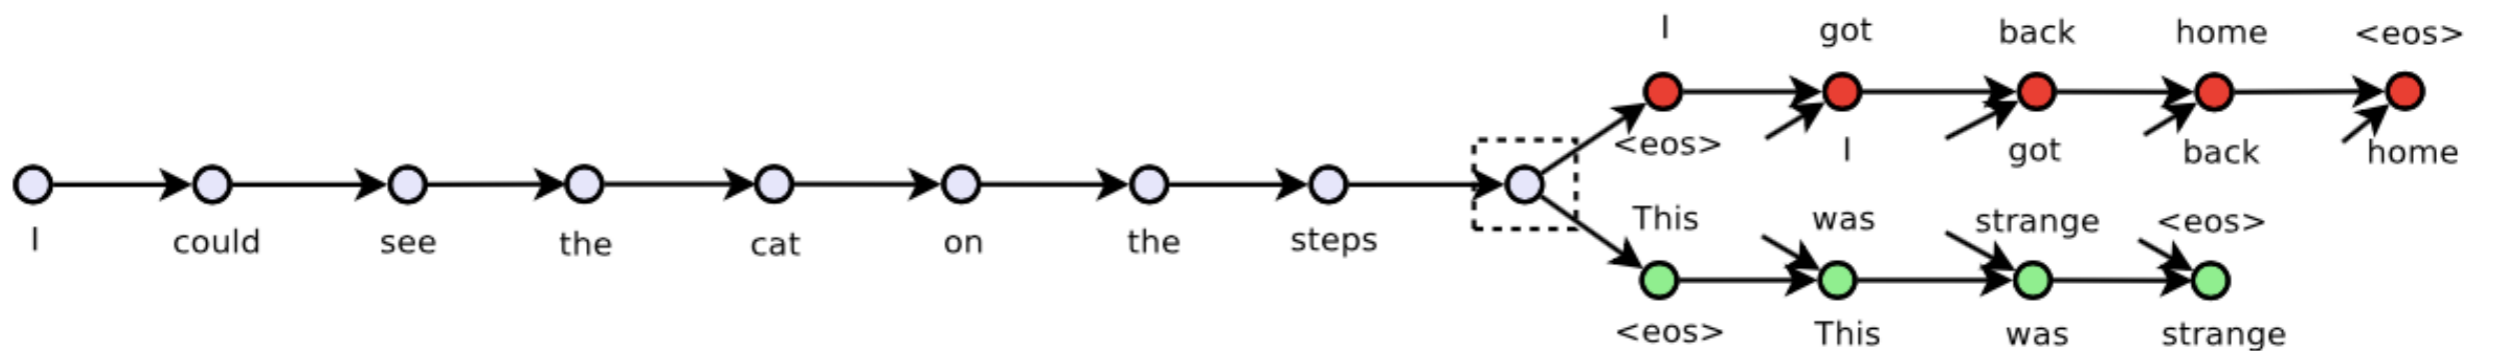 I got back home <eos>
<eos> I got back home
I could see the cat on the steps
This was strange <eos>
<eos> This was strange